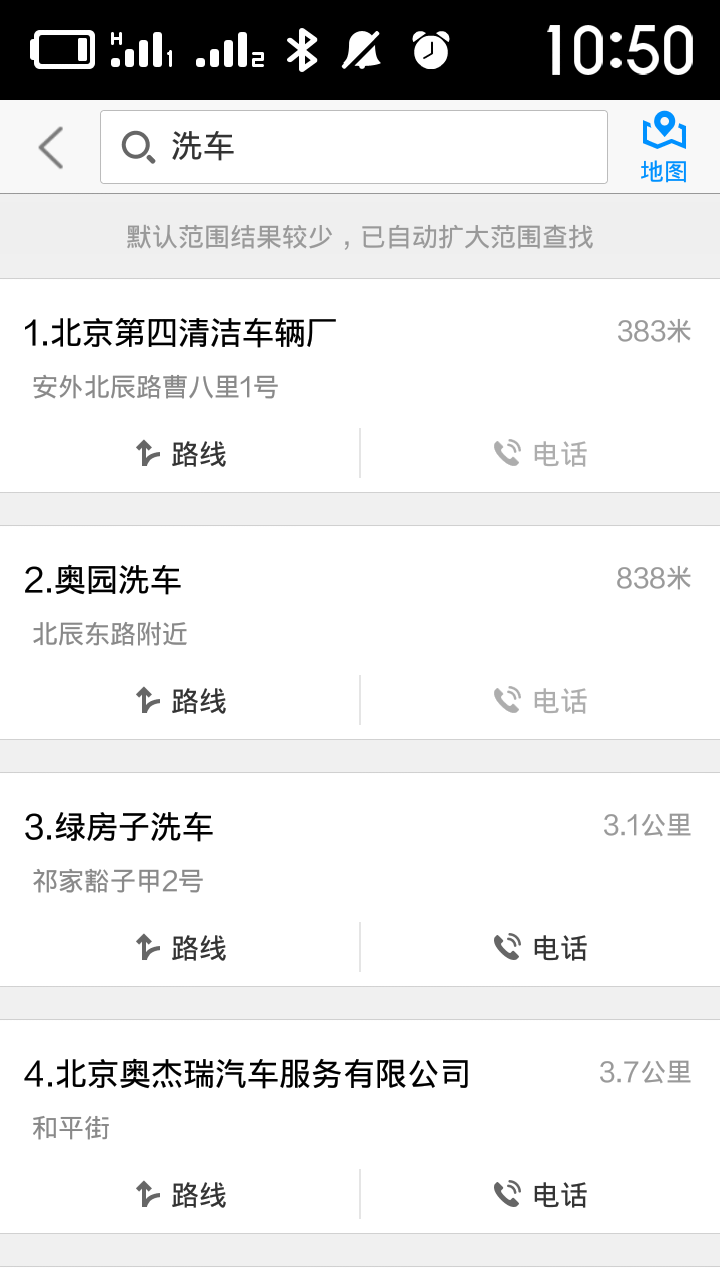 H 1 2 10:50
洗车
地图
默认范围结果较少，已自动扩大范围查找
1.北京第四清洁车辆厂 383米
安外北辰路曹八里1号
路线 电话
2.奥园洗车 838米
北辰东路附近
路线 电话
3.绿房子洗车 3.1公里
祁家豁子甲2号
路线 电话
4.北京奥杰瑞汽车服务有限公司 3.7公里
和平街
路线 电话